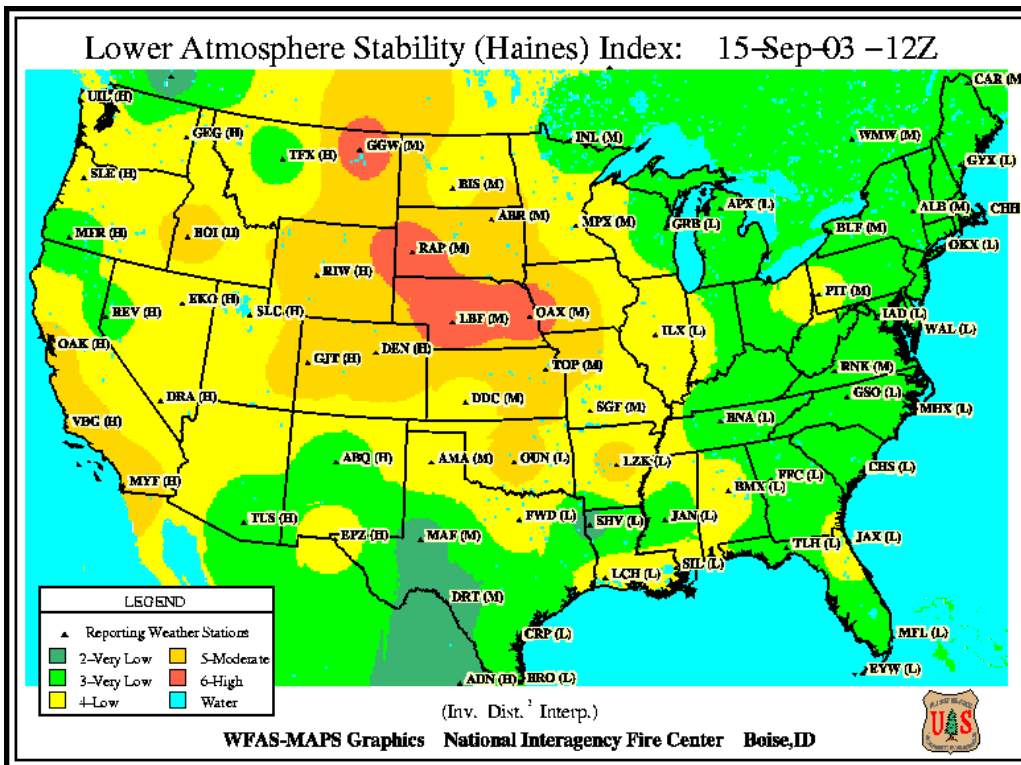 Lower Atmosphere Stability (Haines) Index: 15-Sep-03 -12Z
CAR (M
UIL (H)
GEG (H)
TFX (H)
GGW (M)
INL (M)
WMW (M)
GYX (L)
SLE (H)
BIS (M)
APX (L)
ALB (M)
CHH
MFR (H)
BOI (H)
ABR (M)
MPX (M)
GRB (L)
BUF (M)
OKX (L)
RAP (M)
RIW (H)
PIT (M)
REV (H)
EKO (H)
SLC (H)
LBF (M)
OAX (M)
ILX (L)
IAD (L)
WAL (L)
OAK (H)
GJT (H)
DEN (H)
TOP (M)
RNK (M)
DRA (H)
DDC (M)
SGF (M)
GSO (L)
MHX (L)
VBG (H)
BNA (L)
MYF (H)
ABQ (H)
AMA (M)
OUN (L)
LZK (L)
FFC (L)
CHS (L)
BMX (L)
TUS (H)
EPZ (H)
MAF (M)
FWD (L)
SHV (L)
JAN (L)
TLH (L)
JAX (L)
LCH (L)
SIL (L)
DRT (M)
CRP (L)
MFL (L)
ADN (H)
BRO (L)
EYW (L)
LEGEND
Reporting Weather Stations
2-Very Low
5-Moderate
3-Very Low
6-High
4-Low
Water
(Inv. Dist.² Interp.)
WFAS-MAPS Graphics National Interagency Fire Center Boise,ID
U S